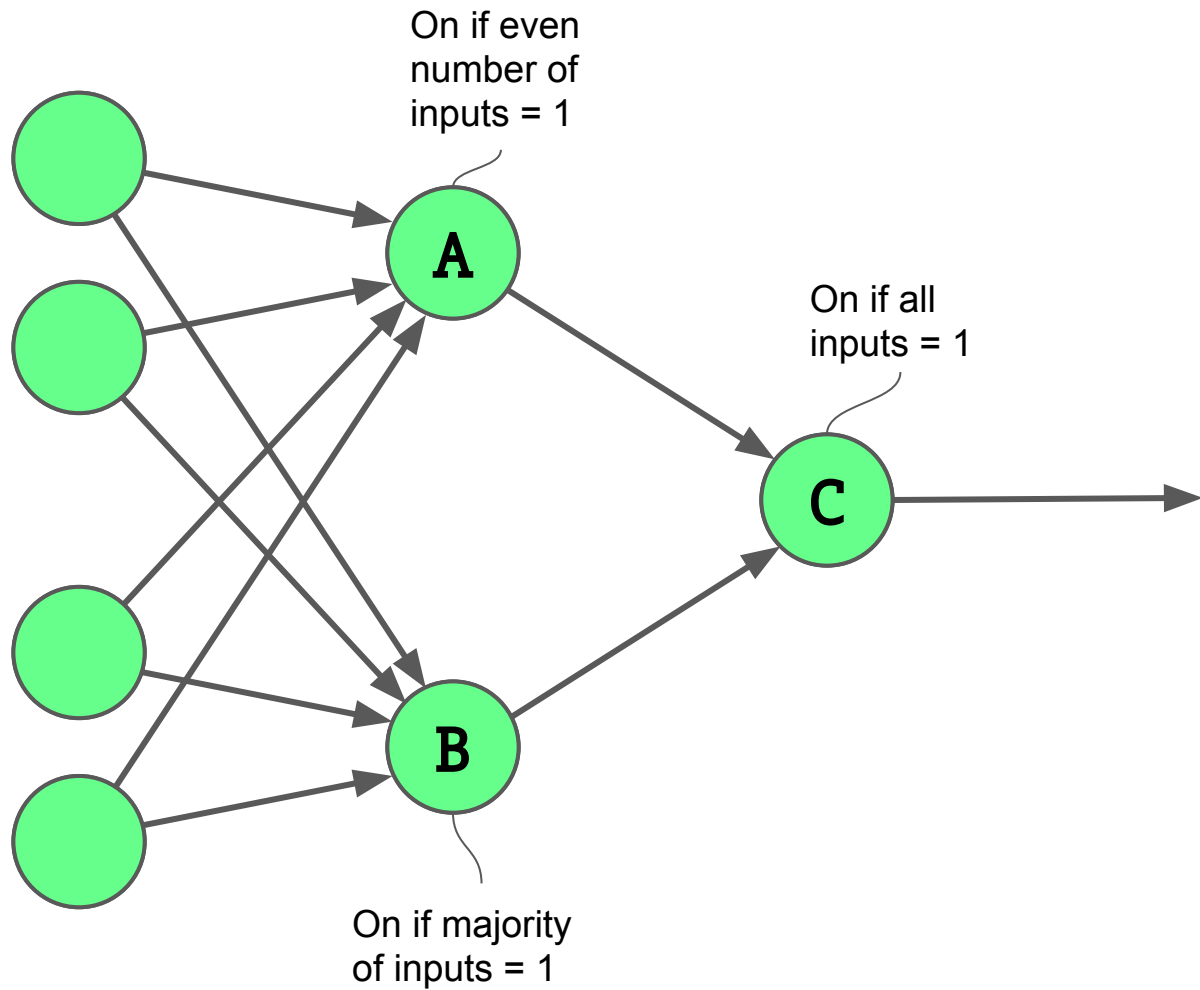 On if even
number of
inputs = 1
A
On if all
inputs = 1
C
B
On if majority
of inputs = 1